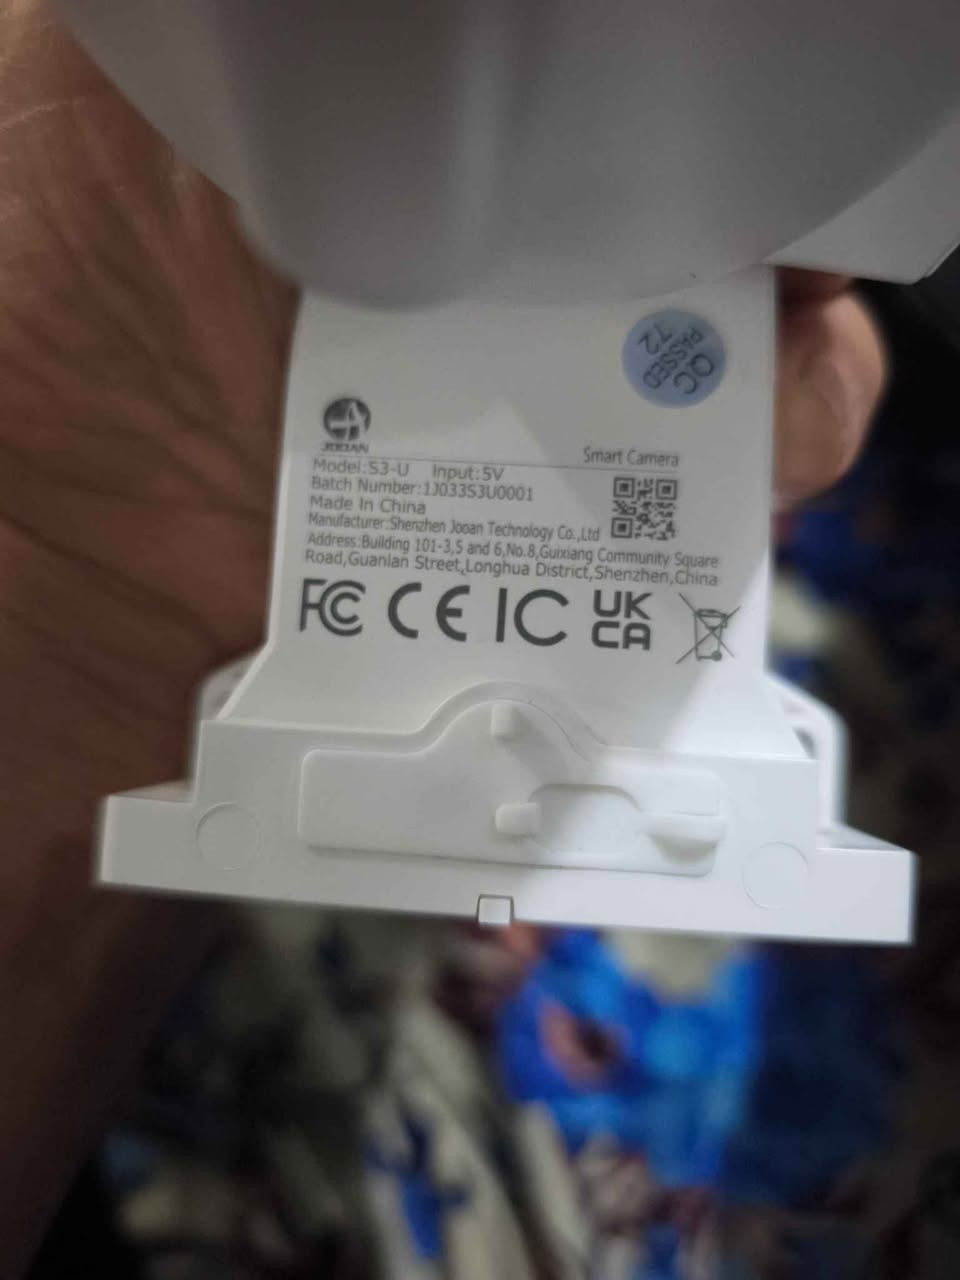 QC
PASSED
72
JOOAN
Smart Camera
Model:S3-U Input:5V
Batch Number:1J033S3U0001
Made In China
Manufacturer:Shenzhen Jooan Technology Co.,Ltd
Address:Building 101-3,5 and 6,No.8,Guixiang Community Square
Road,Guanlan Street,Longhua District,Shenzhen,China
FC CE IC UK
CA